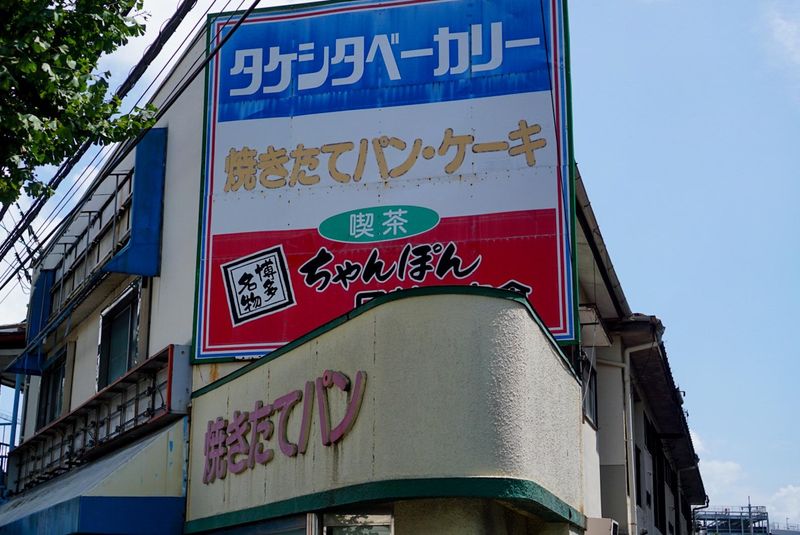 タケシタベーカリー
焼きたてパン・ケーキ
喫茶
博多
名物
ちゃんぽん
焼きたてパン